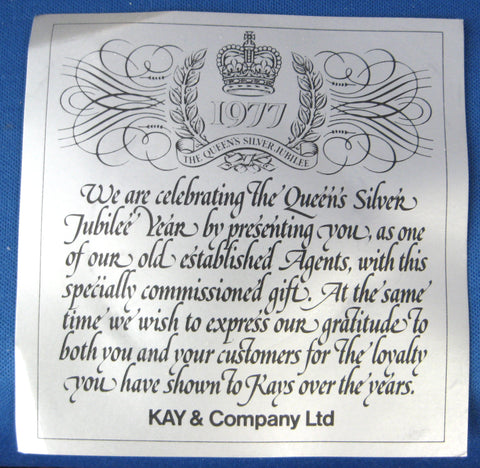 1977
THE QUEEN'S SILVER JUBILEE
We are celebrating the Queen's Silver
Jubilee Year by presenting you, as one
of our old established Agents, with this
specially commissioned gift. At the same
time we wish to express our gratitude to
both you and your customers for the loyalty
you have shown to Kays over the years.
KAY & Company Ltd